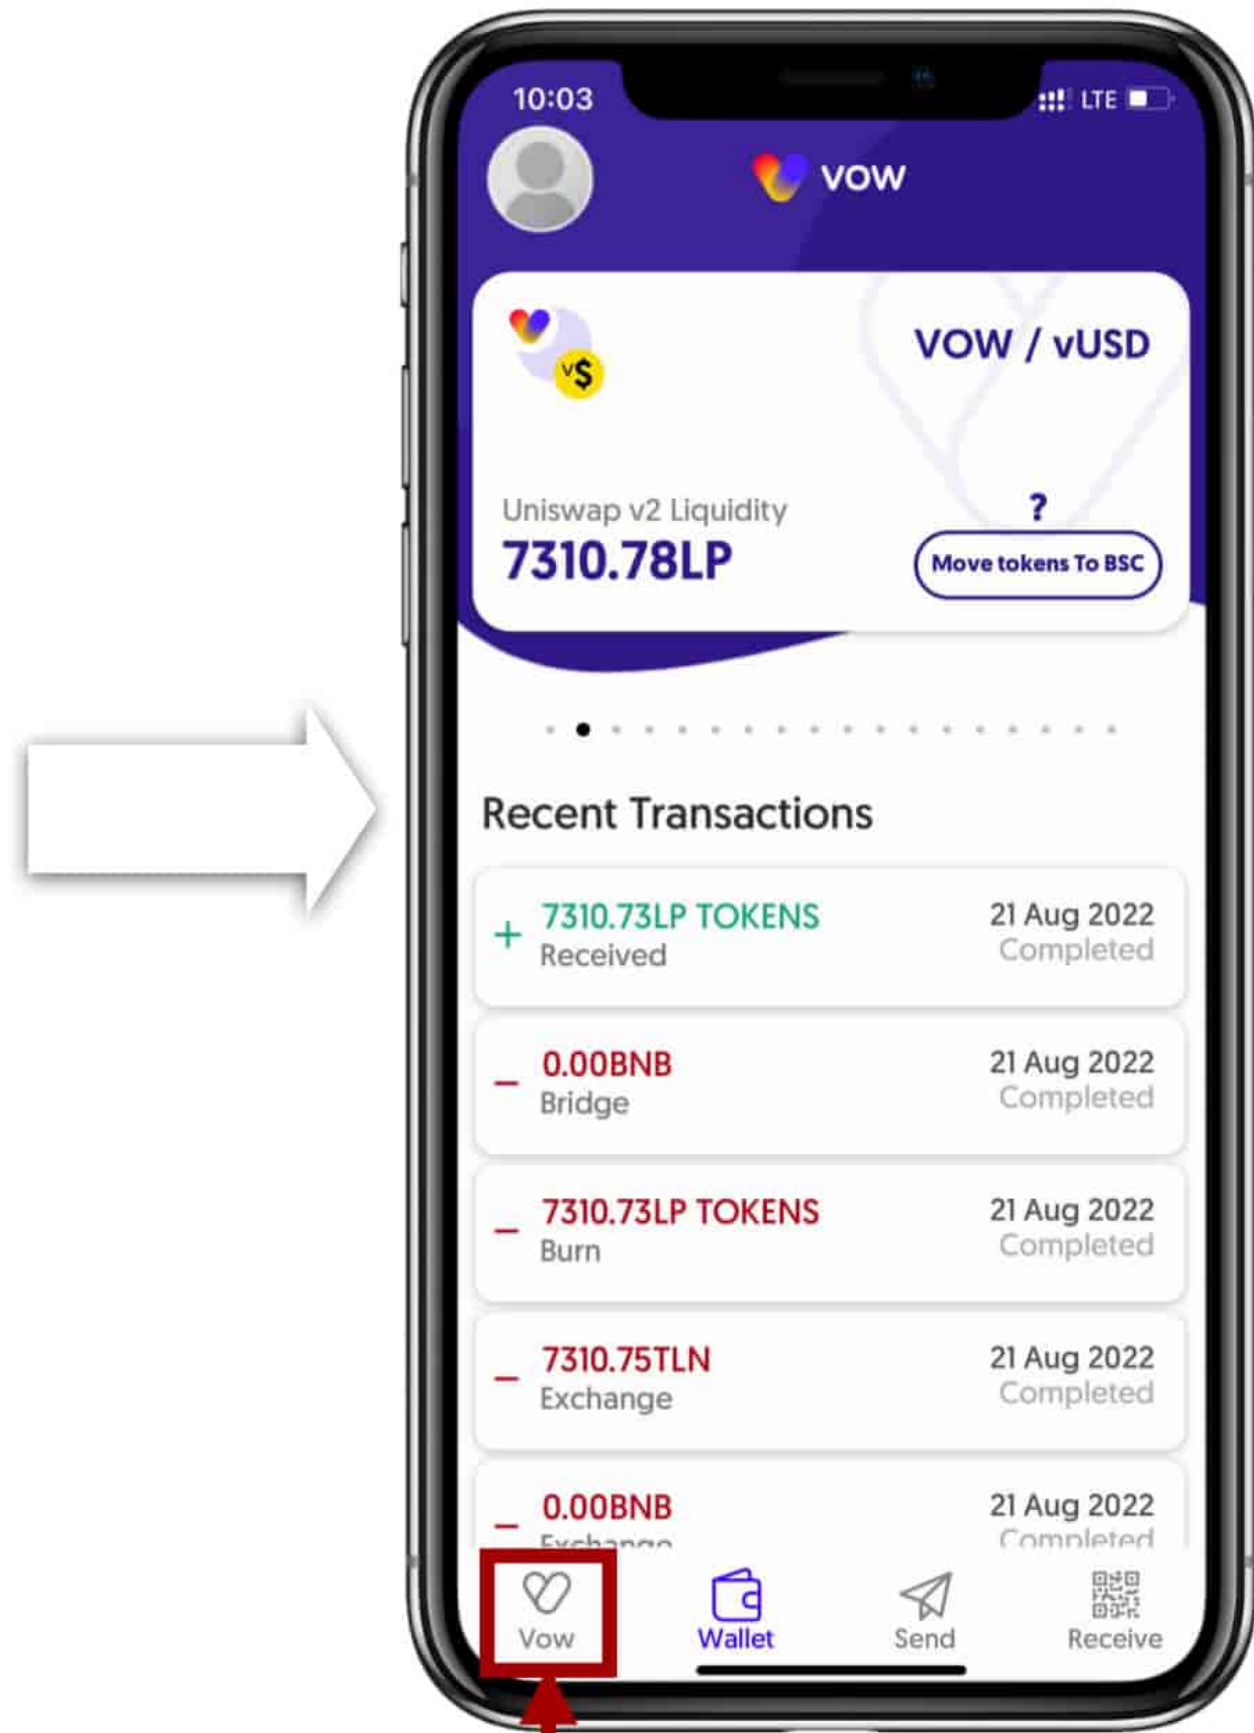 10:03 LTE
VOW
VOW / vUSD
v$
Uniswap v2 Liquidity
7310.78LP
?
Move tokens To BSC
Recent Transactions
+ 7310.73LP TOKENS 21 Aug 2022
Received Completed
– 0.00BNB 21 Aug 2022
Bridge Completed
– 7310.73LP TOKENS 21 Aug 2022
Burn Completed
– 7310.75TLN 21 Aug 2022
Exchange Completed
– 0.00BNB 21 Aug 2022
Exchange Completed
Vow Wallet Send Receive